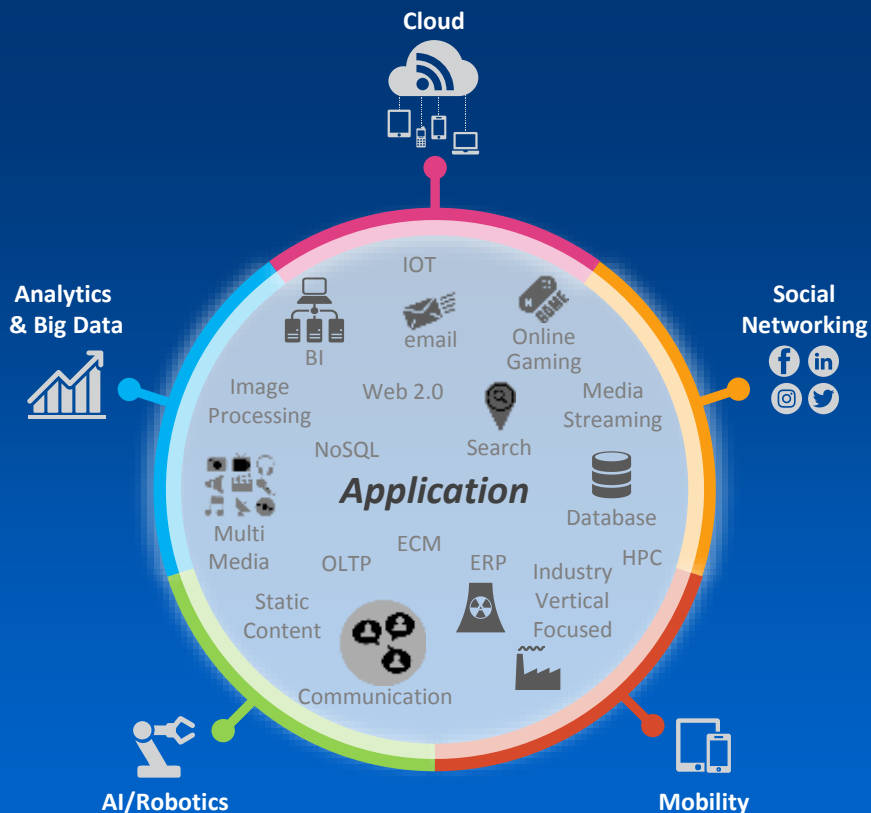 Cloud
Analytics
& Big Data
Social
Networking
IOT
BI
email
GOME
Online
Gaming
Image
Processing
Web 2.0
Media
Streaming
NoSQL
Search
Application
Database
Multi
Media
ECM
OLTP
ERP
HPC
Industry
Vertical
Focused
Static
Content
Communication
AI/Robotics
Mobility